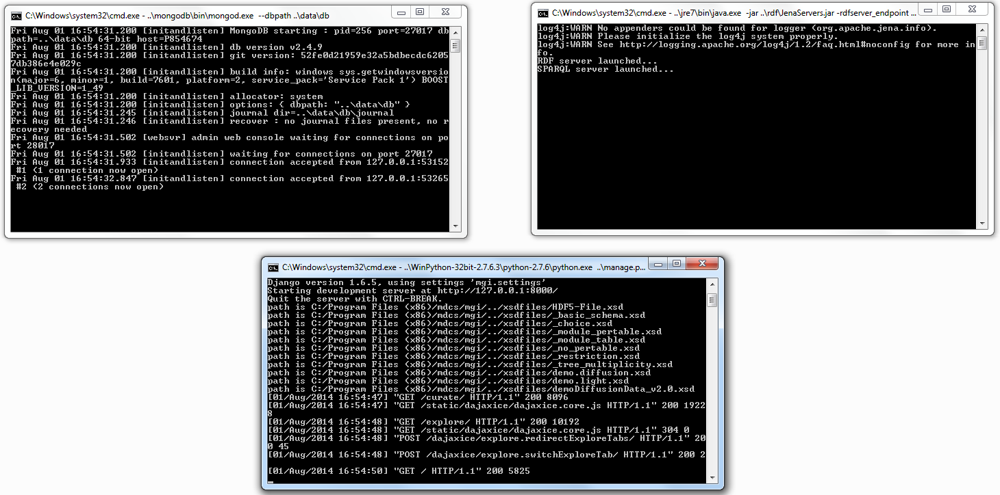 C:\Windows\system32\cmd.exe - ..\mongodb\bin\mongod.exe  --dbpath ..\data\db
Fri Aug 01 16:54:31.200 [initandlisten] MongoDB starting : pid=256 port=27017 db
path=..\data\db 64-bit host=P854674
Fri Aug 01 16:54:31.200 [initandlisten] db version v2.4.9
Fri Aug 01 16:54:31.200 [initandlisten] git version: 52fe0d21959e32a5bdbecdc6205
7db386e4e029c
Fri Aug 01 16:54:31.200 [initandlisten] build info: windows sys.getwindowsversio
n(major=6, minor=1, build=7601, platform=2, service_pack='Service Pack 1') BOOST
_LIB_VERSION=1_49
Fri Aug 01 16:54:31.200 [initandlisten] allocator: system
Fri Aug 01 16:54:31.200 [initandlisten] options: { dbpath: "..\data\db" }
Fri Aug 01 16:54:31.245 [initandlisten] journal dir=..\data\db\journal
Fri Aug 01 16:54:31.246 [initandlisten] recover : no journal files present, no r
ecovery needed
Fri Aug 01 16:54:31.502 [websvr] admin web console waiting for connections on po
rt 28017
Fri Aug 01 16:54:31.502 [initandlisten] waiting for connections on port 27017
Fri Aug 01 16:54:31.933 [initandlisten] connection accepted from 127.0.0.1:53152
 #1 (1 connection now open)
Fri Aug 01 16:54:32.847 [initandlisten] connection accepted from 127.0.0.1:53265
 #2 (2 connections now open)
C:\Windows\system32\cmd.exe - ..\jre7\bin\java.exe  -jar ..\rdf\JenaServers.jar -rdfserver_endpoint ...
log4j:WARN No appenders could be found for logger (org.apache.jena.info).
log4j:WARN Please initialize the log4j system properly.
log4j:WARN See http://logging.apache.org/log4j/1.2/faq.html#noconfig for more in
fo.
RDF server launched...
SPARQL server launched...
C:\Windows\system32\cmd.exe - ..\WinPython-32bit-2.7.6.3\python-2.7.6\python.exe  ..\manage.p...
Django version 1.6.5, using settings 'mgi.settings'
Starting development server at http://127.0.0.1:8000/
Quit the server with CTRL-BREAK.
path is C:/Program Files (x86)/mdcs/mgi/../xsdfiles/HDF5-File.xsd
path is C:/Program Files (x86)/mdcs/mgi/../xsdfiles/_basic_schema.xsd
path is C:/Program Files (x86)/mdcs/mgi/../xsdfiles/_choice.xsd
path is C:/Program Files (x86)/mdcs/mgi/../xsdfiles/_module_pertable.xsd
path is C:/Program Files (x86)/mdcs/mgi/../xsdfiles/_module_table.xsd
path is C:/Program Files (x86)/mdcs/mgi/../xsdfiles/_no_pertable.xsd
path is C:/Program Files (x86)/mdcs/mgi/../xsdfiles/_restriction.xsd
path is C:/Program Files (x86)/mdcs/mgi/../xsdfiles/_tree_multiplicity.xsd
path is C:/Program Files (x86)/mdcs/mgi/../xsdfiles/demo.diffusion.xsd
path is C:/Program Files (x86)/mdcs/mgi/../xsdfiles/demo.light.xsd
path is C:/Program Files (x86)/mdcs/mgi/../xsdfiles/demoDiffusionData_v2.0.xsd
[01/Aug/2014 16:54:47] "GET /curate/ HTTP/1.1" 200 8096
[01/Aug/2014 16:54:47] "GET /static/dajaxice/dajaxice.core.js HTTP/1.1" 200 1922
8
[01/Aug/2014 16:54:48] "GET /explore/ HTTP/1.1" 200 10192
[01/Aug/2014 16:54:48] "GET /static/dajaxice/dajaxice.core.js HTTP/1.1" 304 0
[01/Aug/2014 16:54:48] "POST /dajaxice/explore.redirectExploreTabs/ HTTP/1.1" 20
0 45
[01/Aug/2014 16:54:48] "POST /dajaxice/explore.switchExploreTab/ HTTP/1.1" 200 2
[01/Aug/2014 16:54:50] "GET / HTTP/1.1" 200 5825